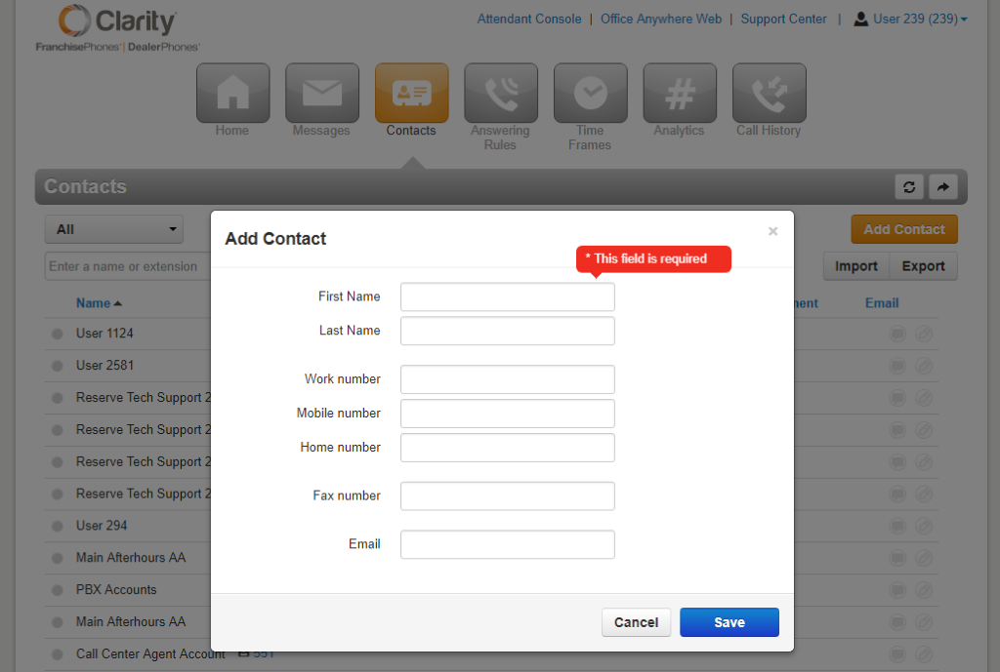 Clarity
FranchisePhones | DealerPhones
Attendant Console | Office Anywhere Web | Support Center | User 239 (239)
Home
Messages
Contacts
Answering Rules
Time Frames
Analytics
Call History
Contacts
All
Add Contact
Enter a name or extension
Import
Export
Name
Email
User 1124
User 2581
Reserve Tech Support 2
Reserve Tech Support 2
Reserve Tech Support 2
Reserve Tech Support 2
User 294
Main Afterhours AA
PBX Accounts
Main Afterhours AA
Call Center Agent Account
Add Contact
×
* This field is required
First Name
Last Name
Work number
Mobile number
Home number
Fax number
Email
Cancel
Save